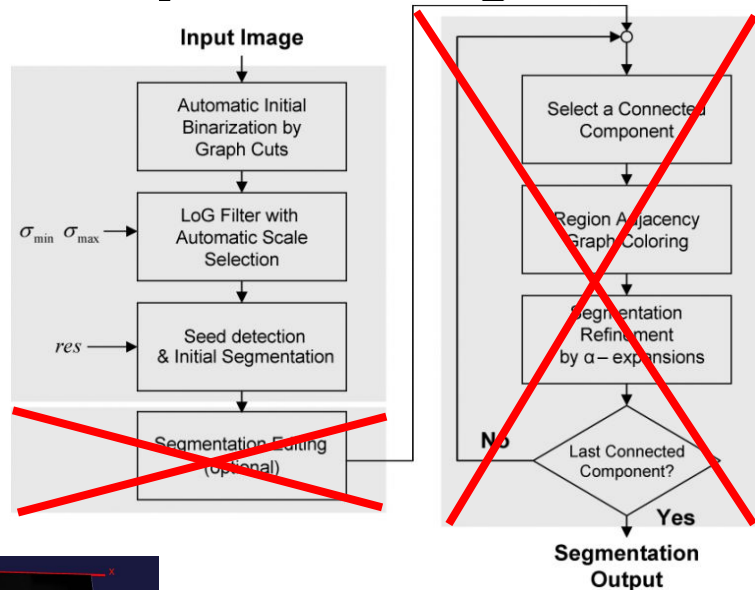 Input Image
Automatic Initial
Binarization by
Graph Cuts
σmin σmax
LoG Filter with
Automatic Scale
Selection
res
Seed detection
& Initial Segmentation
Segmentation Editing
(optional)
Select a Connected
Component
Region Adjacency
Graph Coloring
Segmentation
Refinement
by α – expansions
No
Last Connected
Component?
Yes
Segmentation
Output
x